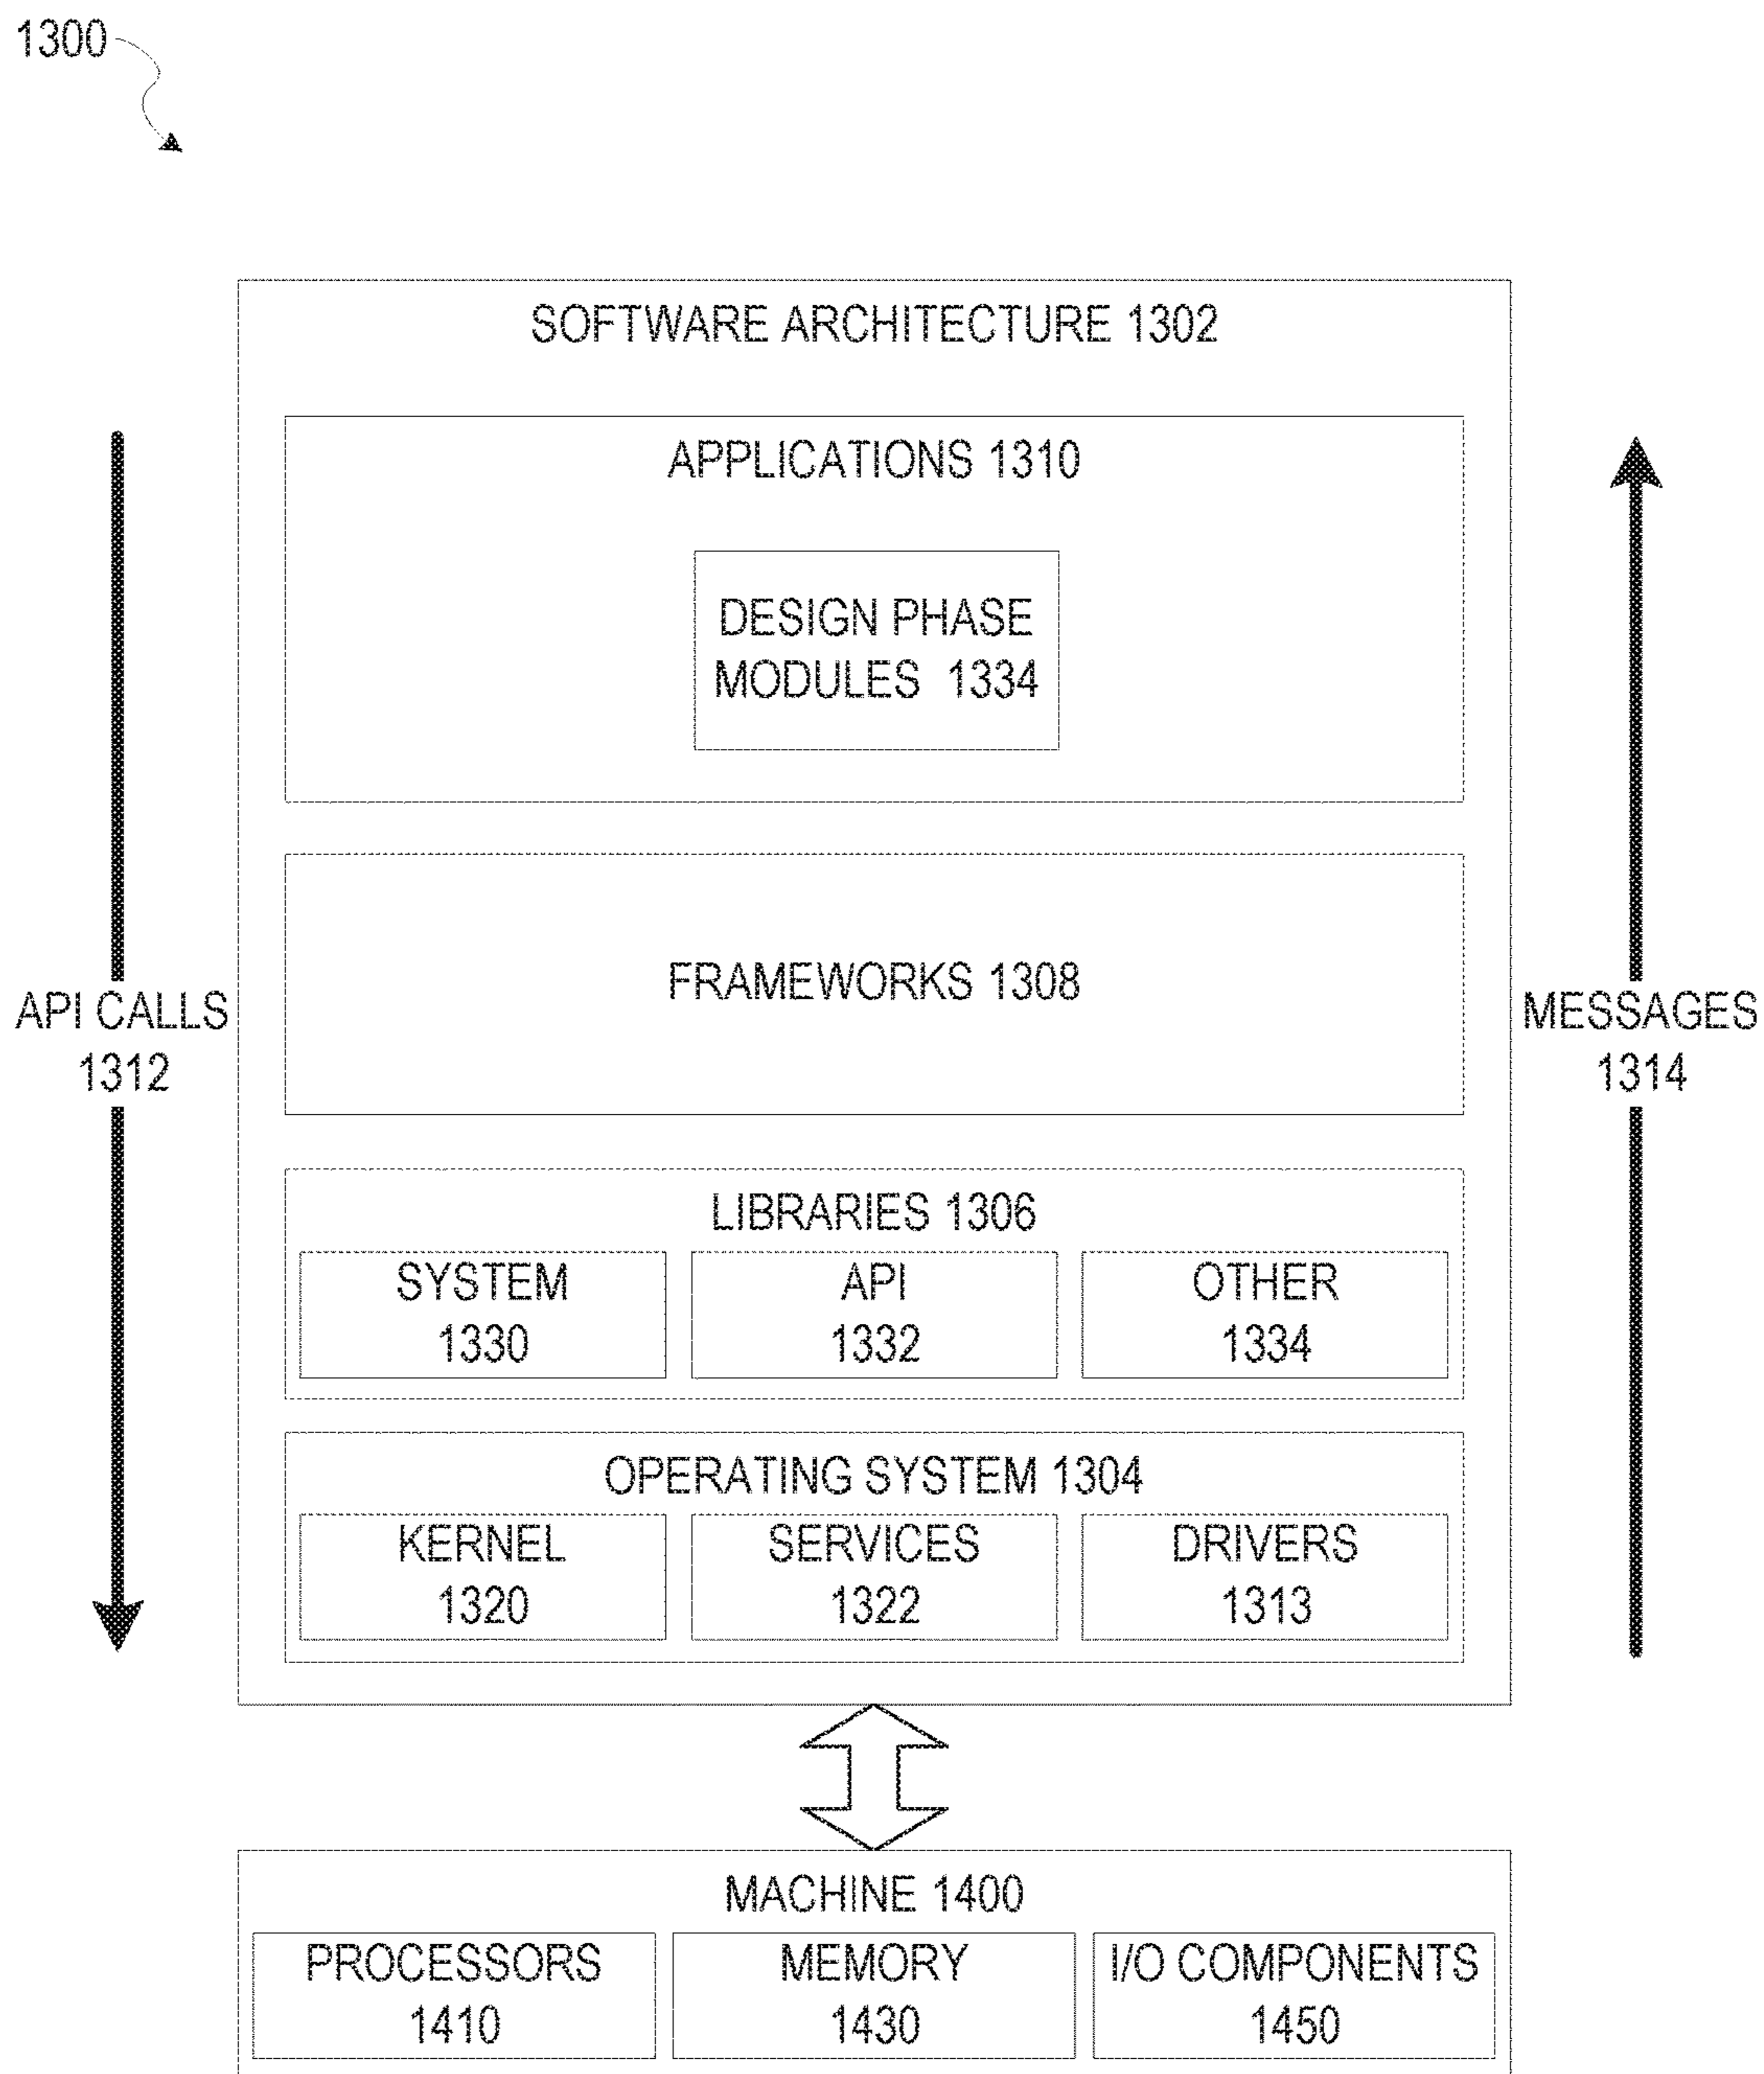 1300
SOFTWARE ARCHITECTURE 1302
APPLICATIONS 1310
DESIGN PHASE
MODULES 1334
FRAMEWORKS 1308
API CALLS
1312
MESSAGES
1314
LIBRARIES 1306
SYSTEM
1330
API
1332
OTHER
1334
OPERATING SYSTEM 1304
KERNEL
1320
SERVICES
1322
DRIVERS
1313
MACHINE 1400
PROCESSORS
1410
MEMORY
1430
I/O COMPONENTS
1450